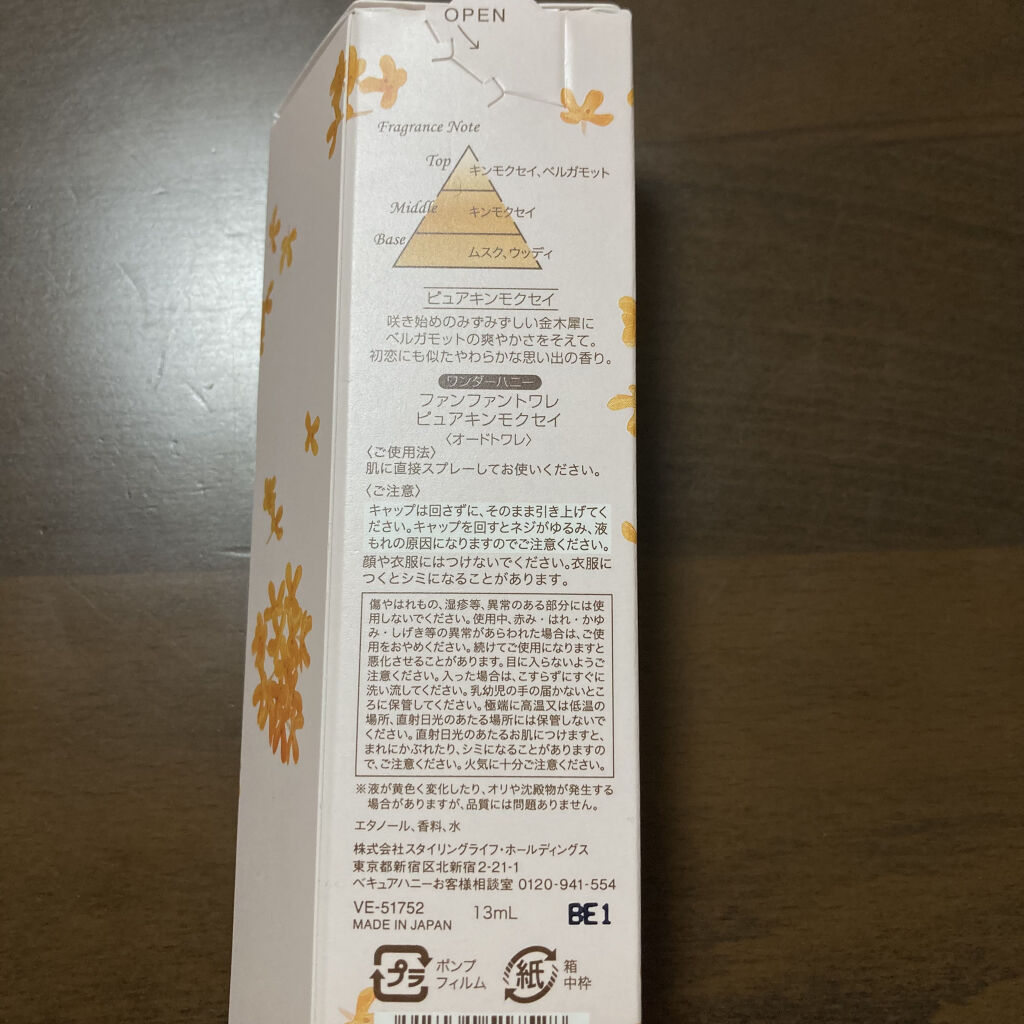 OPEN
Fragrance Note
Top キンモクセイ、ベルガモット
Middle キンモクセイ
Base ムスク、ウッディ
ピュアキンモクセイ
咲き始めのみずみずしい金木犀に
ベルガモットの爽やかさをそえて。
初恋にも似たやわらかな思い出の香り。
ワンダーハニー
ファンファントワレ
ピュアキンモクセイ
〈オードトワレ〉
〈ご使用法〉
肌に直接スプレーしてお使いください。
〈ご注意〉
キャップは回さずに、そのまま引き上げてく
ださい。キャップを回すとネジがゆるみ、液
もれの原因になりますのでご注意ください。
顔や衣服にはつけないでください。衣服に
つくとシミになることがあります。
傷やはれもの、湿疹等、異常のある部分には使
用しないでください。使用中、赤み・はれ・かゆ
み・しげき等の異常があらわれた場合は、ご使
用をおやめください。続けてご使用になりますと
悪化させることがあります。目に入らないようご
注意ください。入った場合は、こすらずにすぐに
洗い流してください。乳幼児の手の届かないとこ
ろに保管してください。極端に高温又は低温の
場所、直射日光のあたる場所には保管しないで
ください。直射日光のあたるお肌につけますと、
まれにかぶれたり、シミになることがありますの
で、ご注意ください。火気に十分ご注意ください。
※液が黄色く変化したり、オリや沈殿物が発生する
場合がありますが、品質には問題ありません。
エタノール、香料、水
株式会社スタイリングライフ・ホールディングス
東京都新宿区北新宿2-21-1
ベキュアハニーお客様相談室 0120-941-554
VE-51752 13mL BE1
MADE IN JAPAN
プラ ポンプ フィルム 紙 箱 中枠